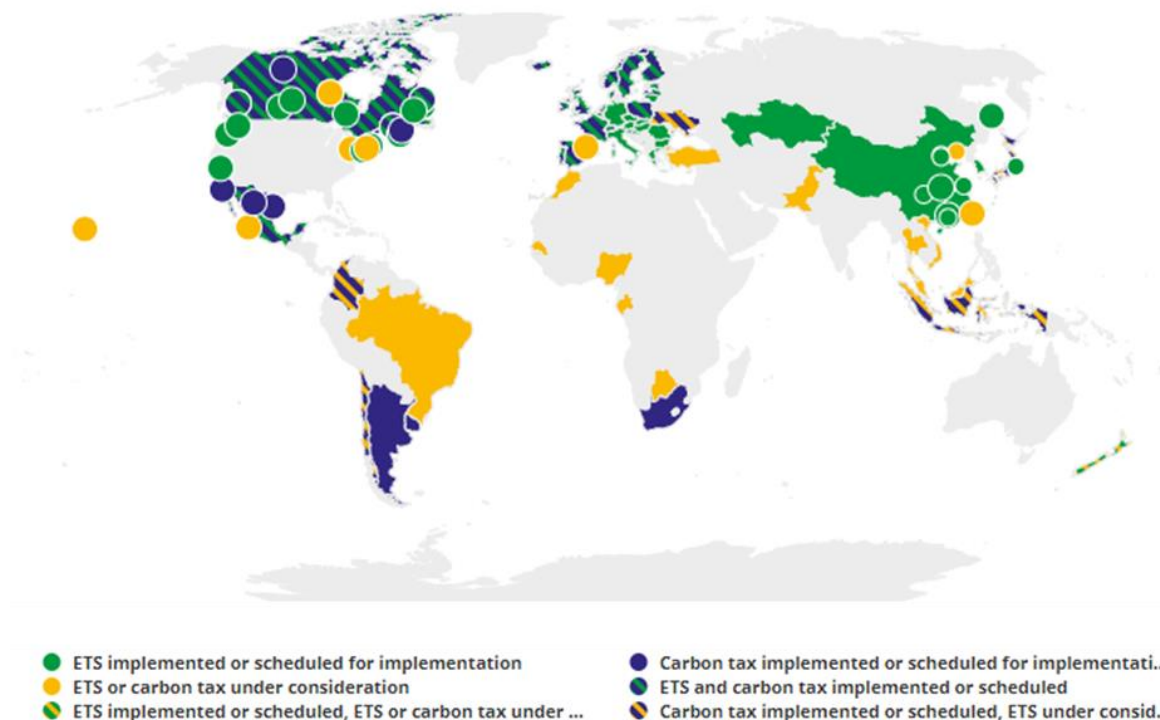 ETS implemented or scheduled for implementation
ETS or carbon tax under consideration
ETS implemented or scheduled, ETS or carbon tax under ...
Carbon tax implemented or scheduled for implementati...
ETS and carbon tax implemented or scheduled
Carbon tax implemented or scheduled, ETS under consid...